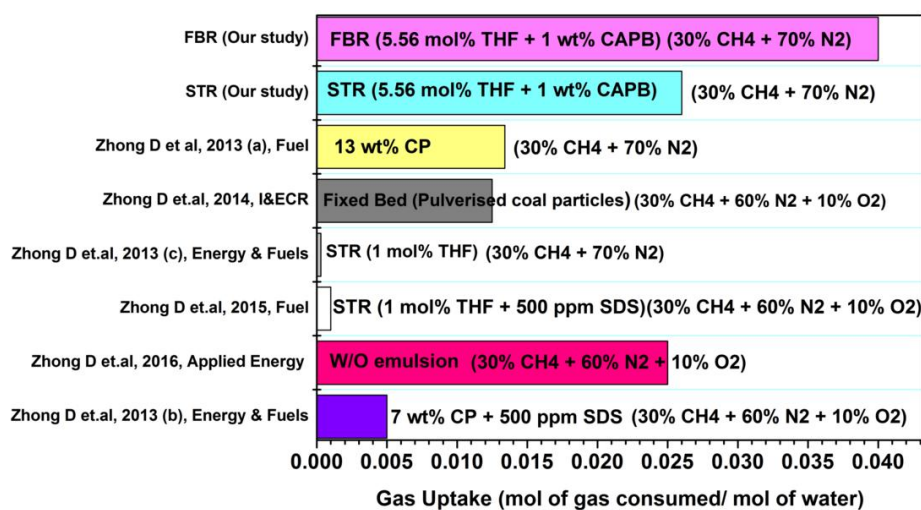 FBR (Our study) FBR (5.56 mol% THF + 1 wt% CAPB) (30% CH4 + 70% N2)
STR (Our study) STR (5.56 mol% THF + 1 wt% CAPB) (30% CH4 + 70% N2)
Zhong D et.al, 2013 (a), Fuel 13 wt% CP (30% CH4 + 70% N2)
Zhong D et.al, 2014, I&ECR Fixed Bed (Pulverised coal particles) (30% CH4 + 60% N2 + 10% O2)
Zhong D et.al, 2013 (c), Energy & Fuels STR (1 mol% THF) (30% CH4 + 70% N2)
Zhong D et.al, 2015, Fuel STR (1 mol% THF + 500 ppm SDS)(30% CH4 + 60% N2 + 10% O2)
Zhong D et.al, 2016, Applied Energy W/O emulsion (30% CH4 + 60% N2 + 10% O2)
Zhong D et.al, 2013 (b), Energy & Fuels 7 wt% CP + 500 ppm SDS (30% CH4 + 60% N2 + 10% O2)
0.000 0.005 0.010 0.015 0.020 0.025 0.030 0.035 0.040
Gas Uptake (mol of gas consumed/ mol of water)